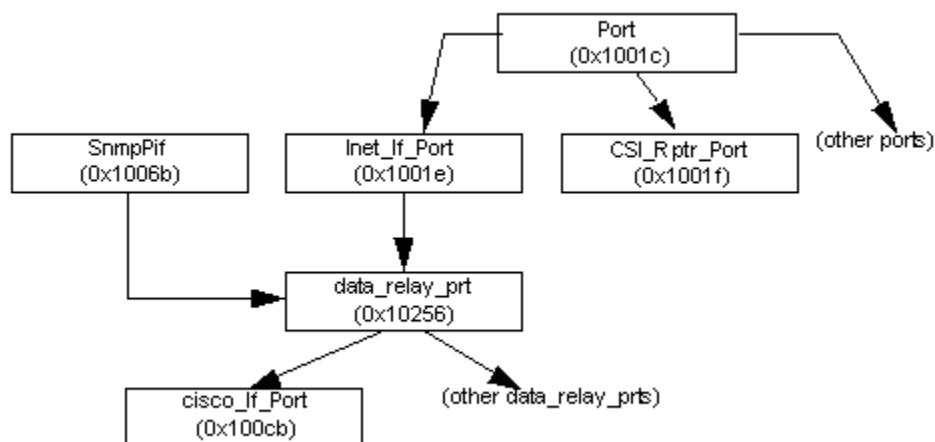 Port
(0x1001c)
SnmpPif
(0x1006b)
Inet_If_Port
(0x1001e)
CSI_Rptr_Port
(0x1001f)
(other ports)
data_relay_prt
(0x10256)
cisco_If_Port
(0x100cb)
(other data_relay_prts)